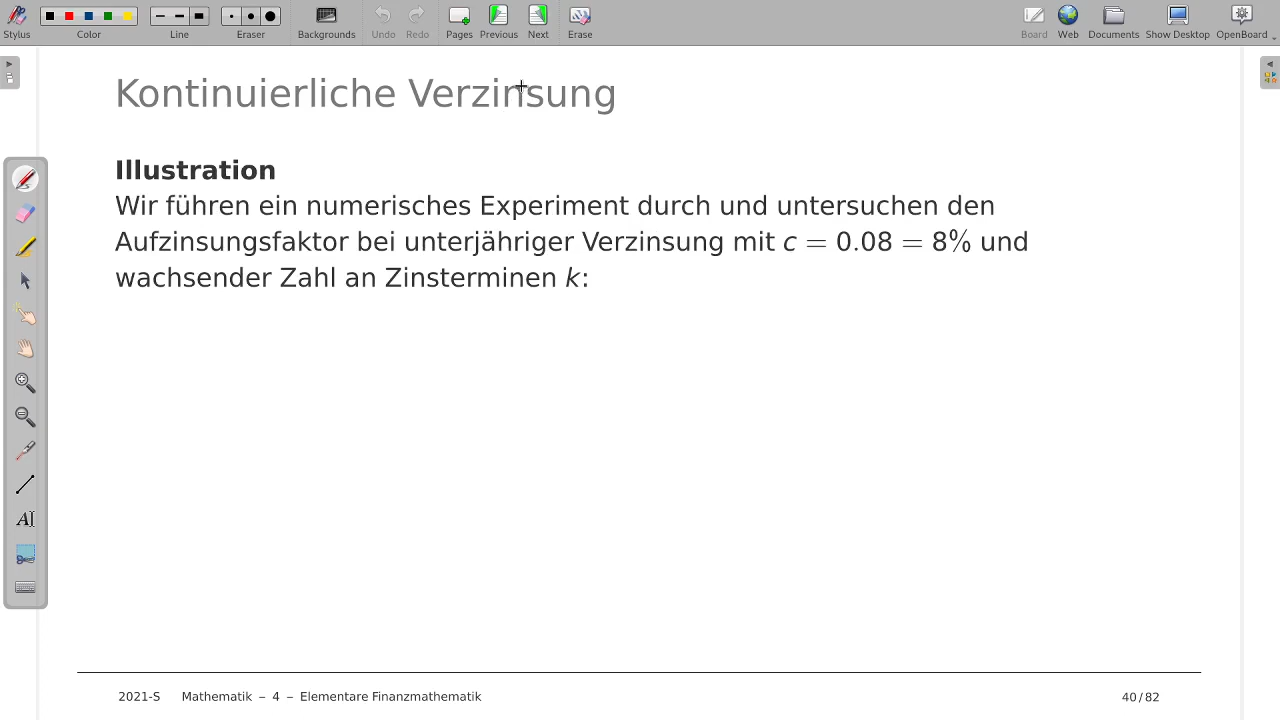 Stylus
Color
Line
Eraser
Backgrounds
Undo
Redo
Pages
Previous
Next
Erase
Board
Web
Documents
Show Desktop
OpenBoard
Kontinuierliche Verzinsung
Illustration
Wir führen ein numerisches Experiment durch und untersuchen den
Aufzinsungsfaktor bei unterjähriger Verzinsung mit c = 0.08 = 8% und
wachsender Zahl an Zinsterminen k:
2021-S Mathematik – 4 – Elementare Finanzmathematik
40/82